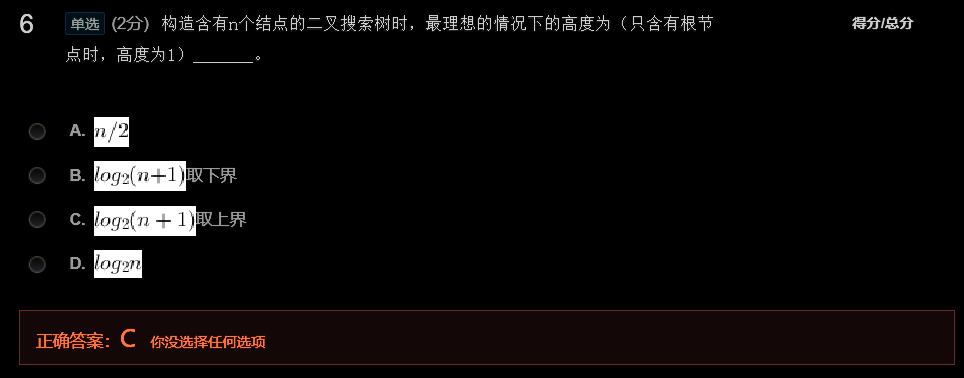 6 单选 (2分) 构造含有n个结点的二叉搜索树时，最理想的情况下的高度为（只含有根节 得分/总分
点时，高度为1）_______。
A. n/2
B. log₂(n+1)取下界
C. log₂(n + 1)取上界
D. log₂n
正确答案：C 你没选择任何选项